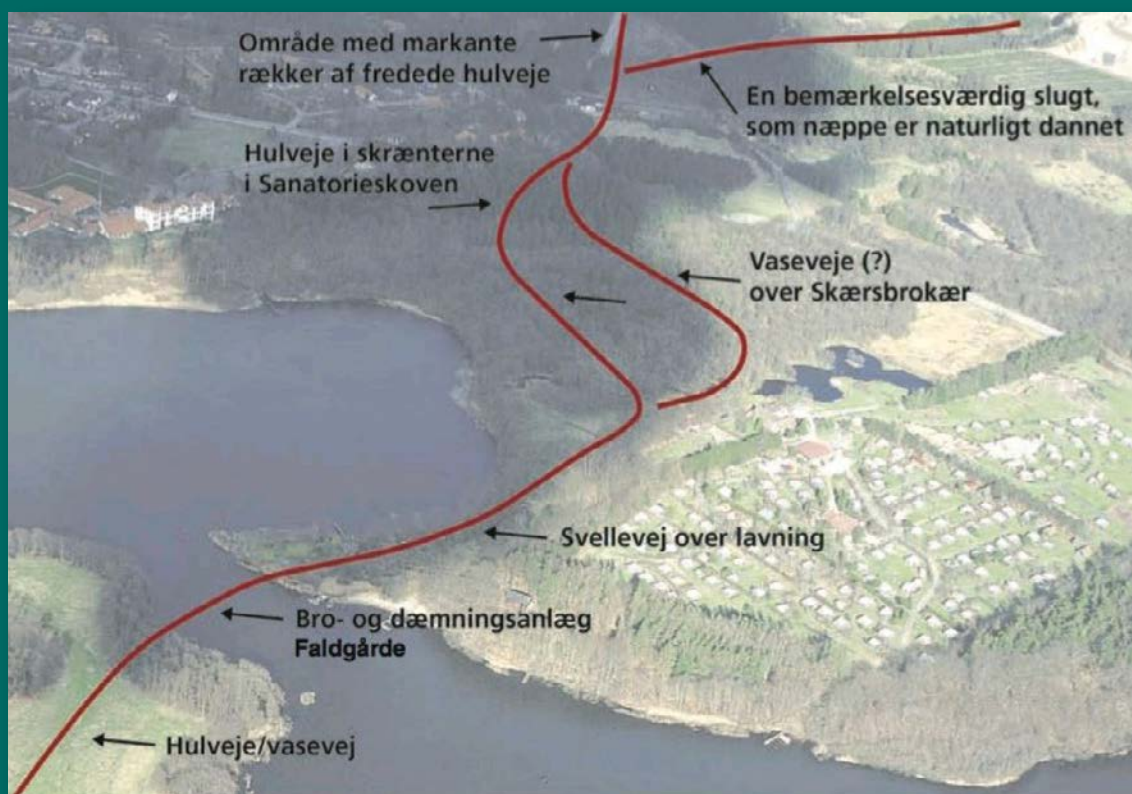 Område med markante
rækker af fredede hulveje
En bemærkelsesværdig slugt,
som næppe er naturligt dannet
Hulveje i skrænterne
i Sanatorieskoven
Vaseveje (?)
over Skærsbrokær
Svellevej over lavning
Bro- og dæmningsanlæg
Faldgårde
Hulveje/vasevej